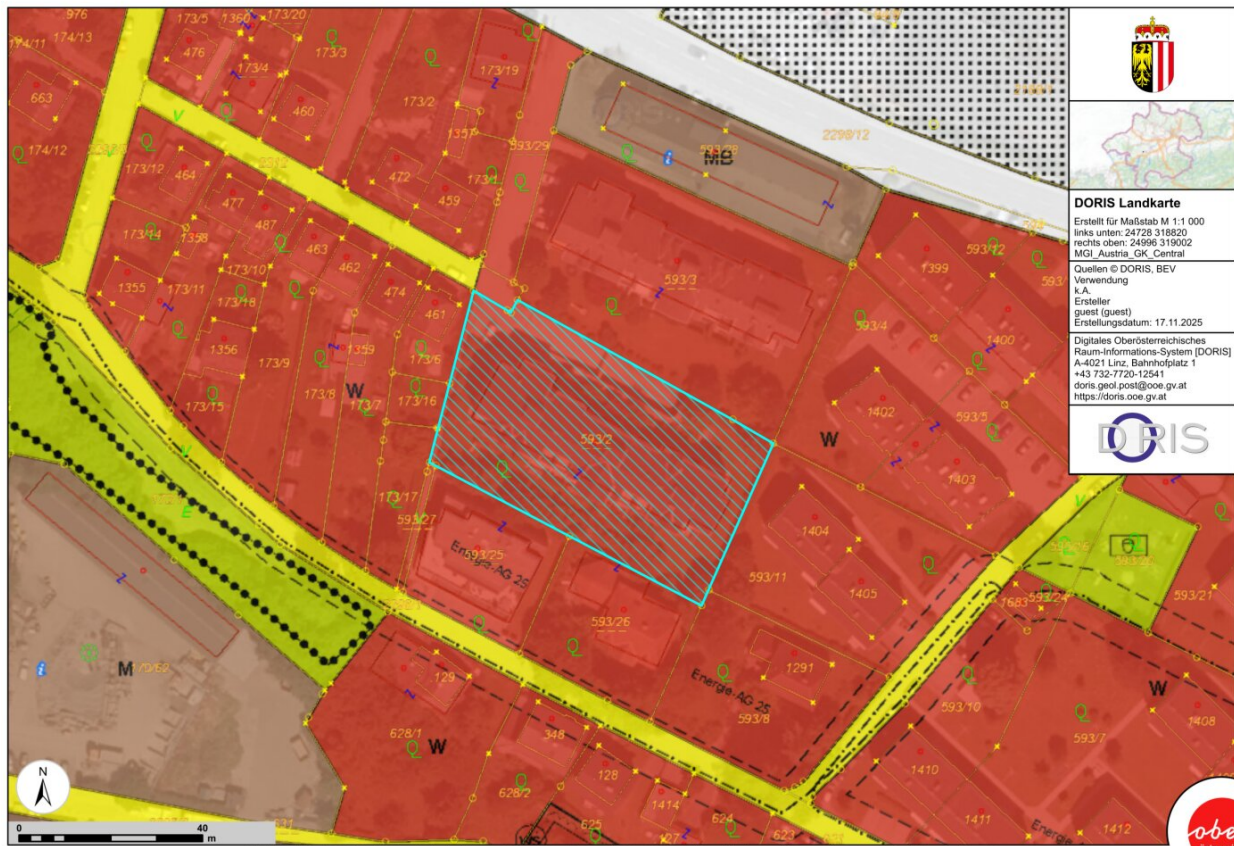 976
174/11
174/13
173/5
1360
173/20
476
173/4
173/3
173/19
663
460
173/2
1357
2298/12
174/12
V
593/29
593/28
MB
173/12
464
472
459
477
487
463
462
1358
173/10
1355
173/11
173/18
474
461
593/3
593/12
1399
593/4
1400
1356
173/9
1359
173/6
173/8
W
173/7
173/16
173/15
1402
593/5
W
593/2
1403
V
V
E
173/17
593/27
1404
Energie-AG 25
593/25
593/11
1405
593/26
1683
593/24
593/21
M
129
Energie-AG 25
1291
593/8
593/10
W
593/7
1408
628/1
W
348
128
628/2
1414
1410
625
624
623
1411
1412
N
0
40
m
DORIS Landkarte
Erstellt für Maßstab M 1:1 000
links unten: 24728 318820
rechts oben: 24996 319002
MGI_Austria_GK_Central
Quellen © DORIS, BEV
Verwendung
k.A.
Ersteller
guest (guest)
Erstellungsdatum: 17.11.2025
Digitales Oberösterreichisches
Raum-Informations-System [DORIS]
A-4021 Linz, Bahnhofplatz 1
+43 732-7720-12541
doris.geol.post@ooe.gv.at
https://doris.ooe.gv.at
DORIS